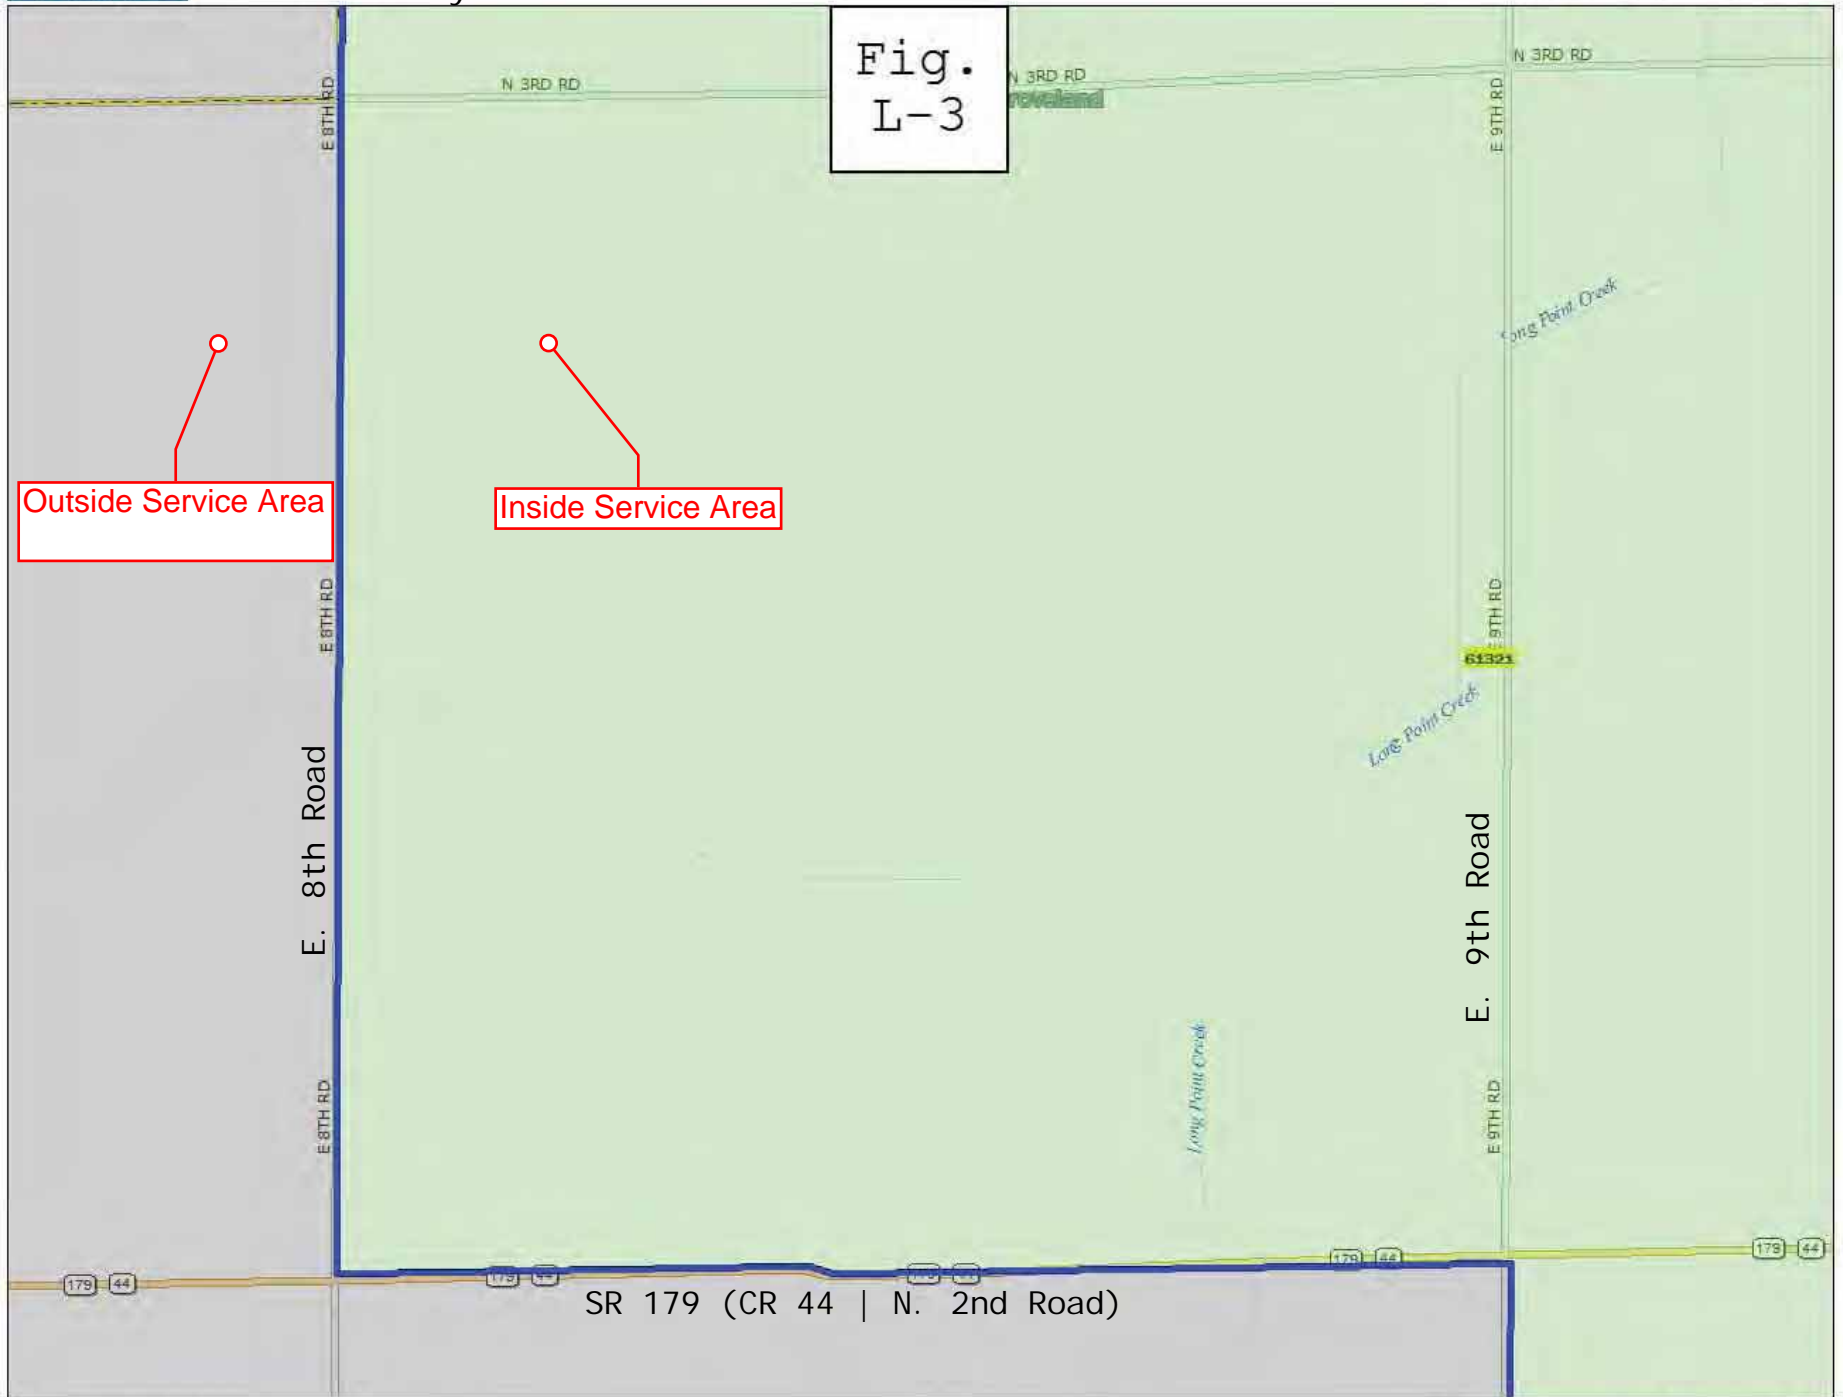 Fig.
L-3
N 3RD RD
N 3RD RD
N 3RD RD
E 8TH RD
E 9TH RD
Long Point Creek
Outside Service Area
Inside Service Area
E 8TH RD
E 9TH RD
61321
Long Point Creek
E. 8th Road
E. 9th Road
Long Point Creek
E 8TH RD
E 9TH RD
179 44
179 44
179 44
179 44
179 44
SR 179 (CR 44 | N. 2nd Road)